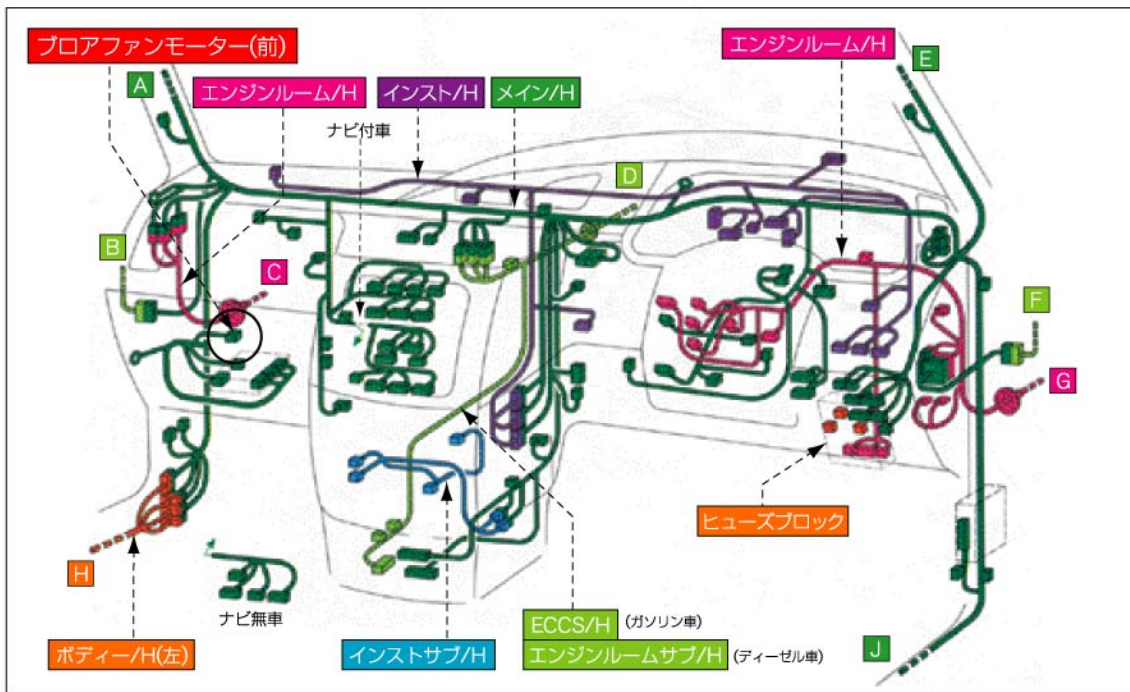 ブロアファンモーター(前)
エンジンルーム/H
E
A
エンジンルーム/H
インスト/H
メイン/H
ナビ付車
D
B
C
F
G
ヒューズブロック
H
ナビ無車
ECCS/H (ガソリン車)
ボディー/H(左)
インストサブ/H
エンジンルームサブ/H (ディーゼル車)
J